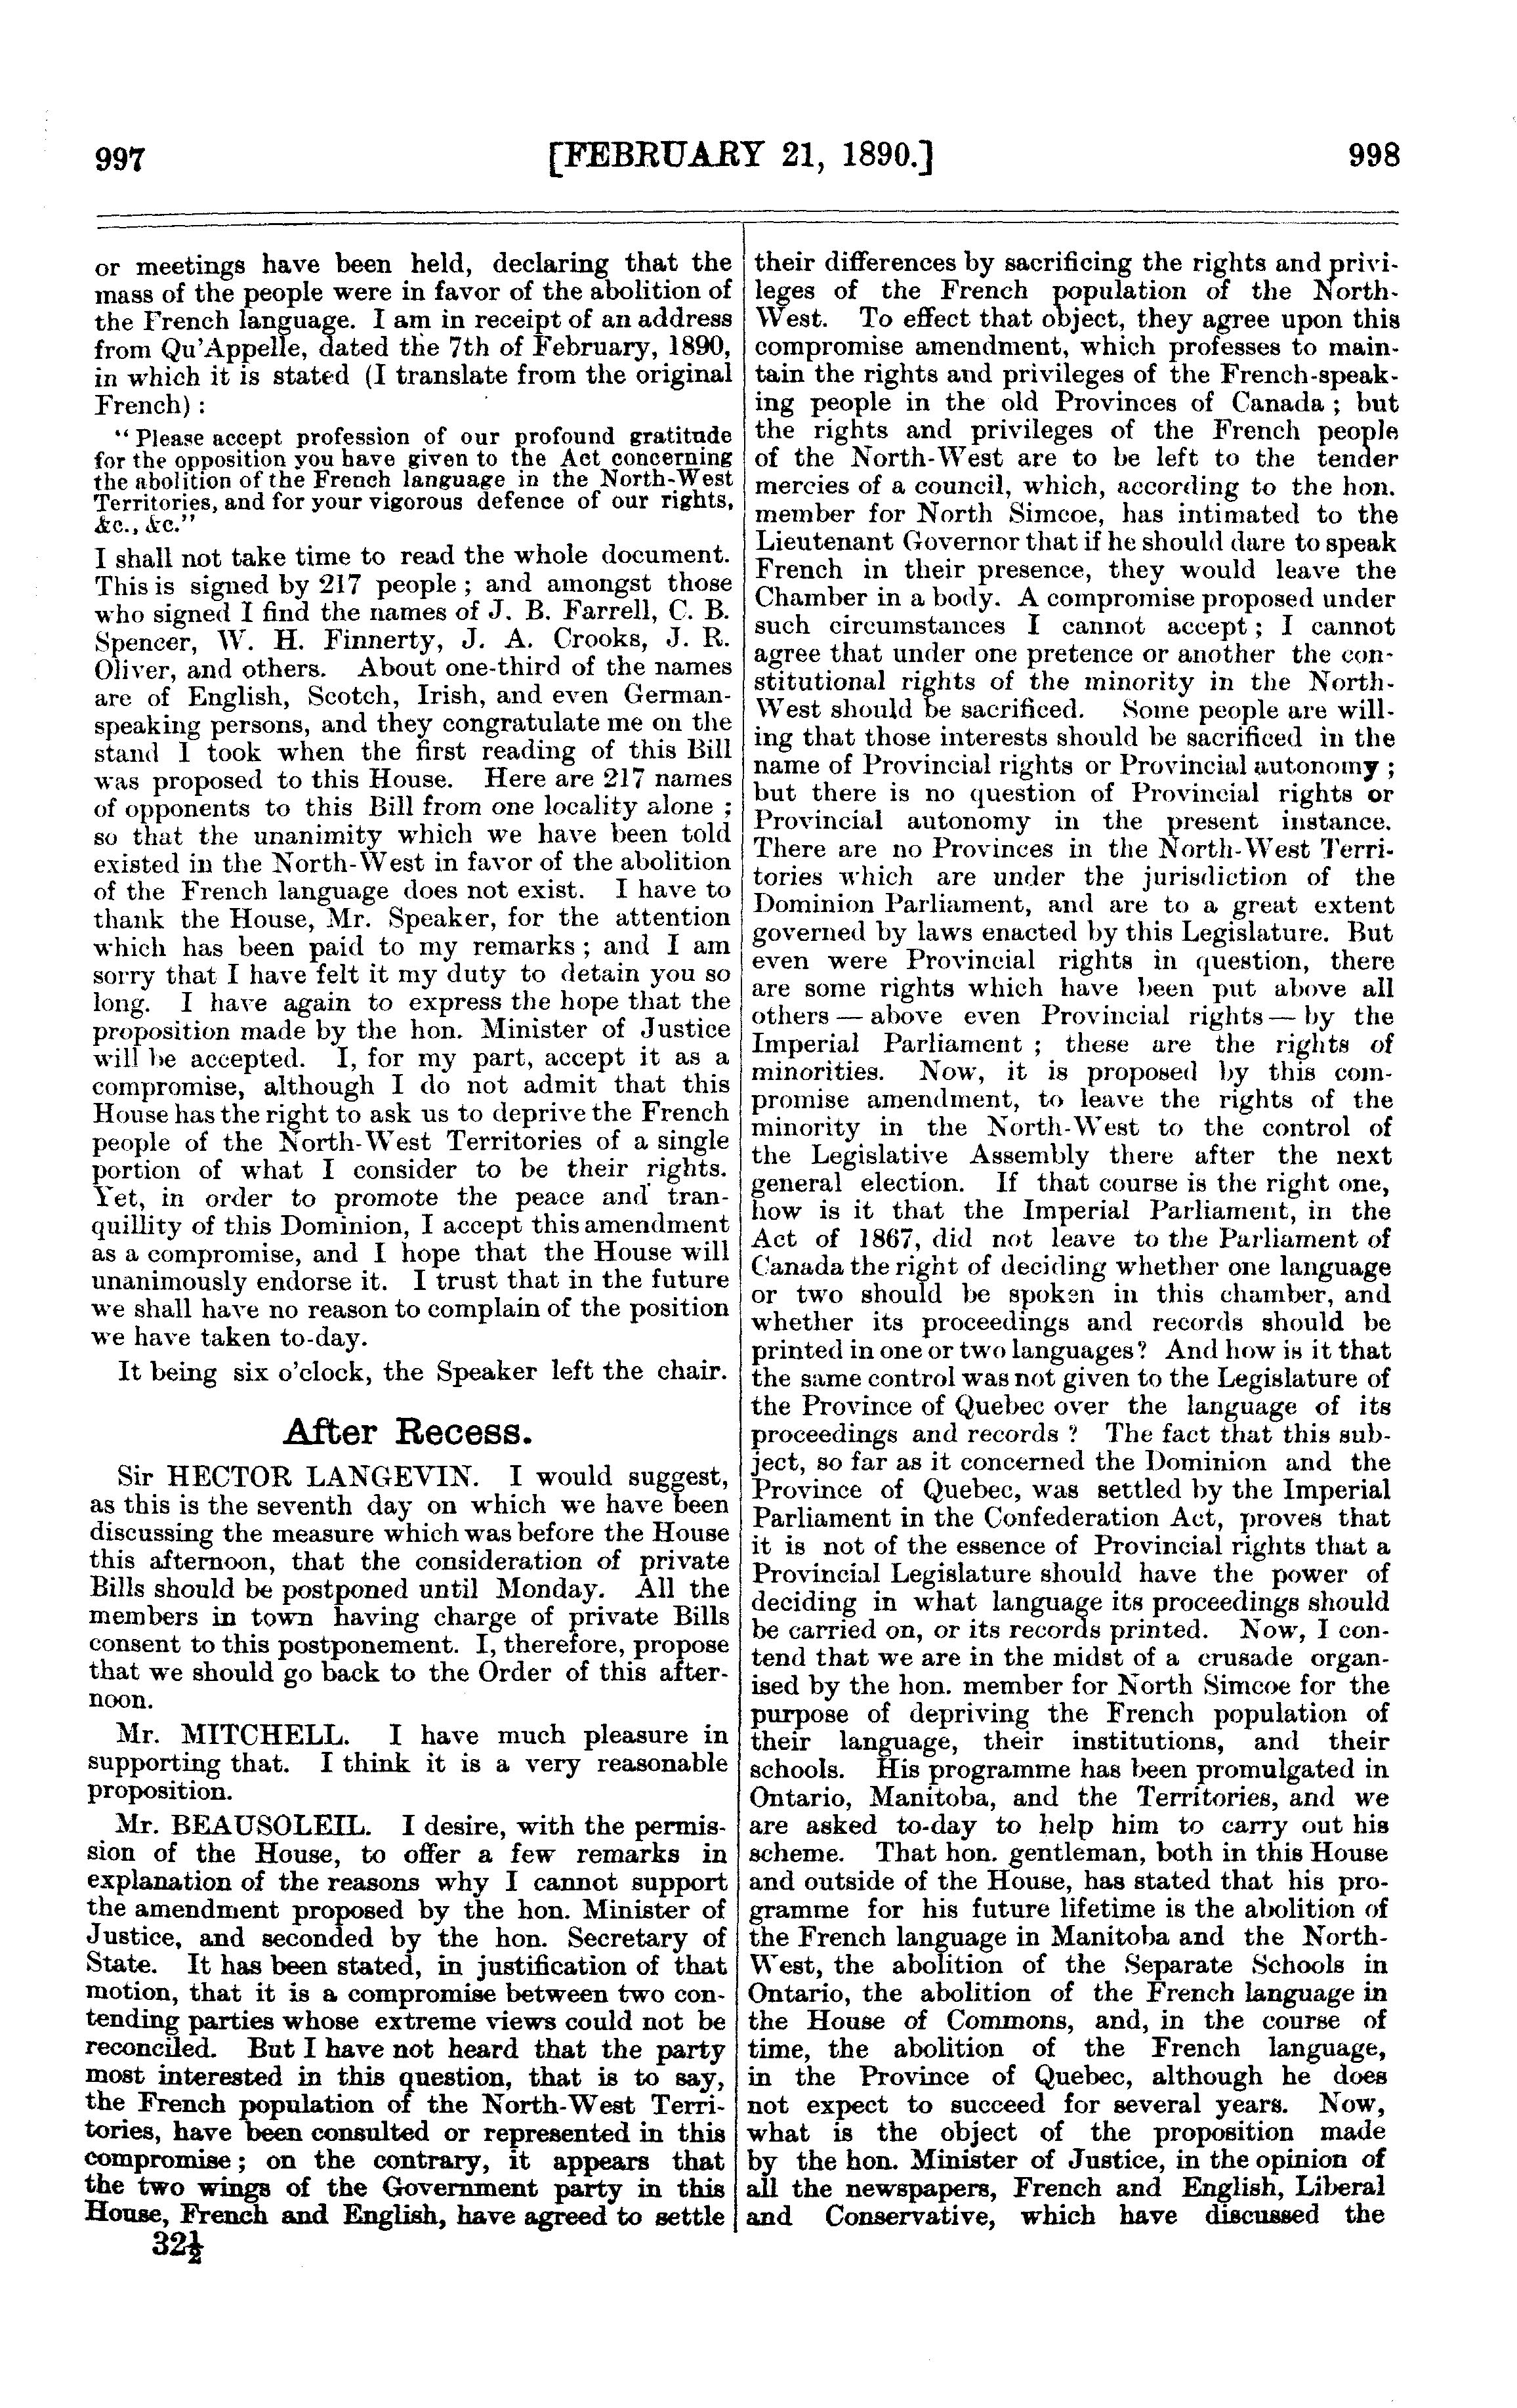 997 [FEBRUARY 21, 1890.] 998
or meetings have been held, declaring that the
mass of the people were in favor of the abolition of
the French language. I am in receipt of an address
from Qu'Appelle, dated the 7th of February, 1890,
in which it is stated (I translate from the original
French) :
"Please accept profession of our profound gratitude
for the opposition you have given to the Act concerning
the abolition of the French language in the North-West
Territories, and for your vigorous defence of our rights,
&c., &c."
I shall not take time to read the whole document.
This is signed by 217 people ; and amongst those
who signed I find the names of J. B. Farrell, C. B.
Spencer, W. H. Finnerty, J. A. Crooks, J. R.
Oliver, and others. About one-third of the names
are of English, Scotch, Irish, and even German-
speaking persons, and they congratulate me on the
stand I took when the first reading of this Bill
was proposed to this House. Here are 217 names
of opponents to this Bill from one locality alone ;
so that the unanimity which we have been told
existed in the North-West in favor of the abolition
of the French language does not exist. I have to
thank the House, Mr. Speaker, for the attention
which has been paid to my remarks ; and I am
sorry that I have felt it my duty to detain you so
long. I have again to express the hope that the
proposition made by the hon. Minister of Justice
will be accepted. I, for my part, accept it as a
compromise, although I do not admit that this
House has the right to ask us to deprive the French
people of the North-West Territories of a single
portion of what I consider to be their rights.
Yet, in order to promote the peace and tran-
quillity of this Dominion, I accept this amendment
as a compromise, and I hope that the House will
unanimously endorse it. I trust that in the future
we shall have no reason to complain of the position
we have taken to-day.
It being six o'clock, the Speaker left the chair.
After Recess.
Sir HECTOR LANGEVIN. I would suggest,
as this is the seventh day on which we have been
discussing the measure which was before the House
this afternoon, that the consideration of private
Bills should be postponed until Monday. All the
members in town having charge of private Bills
consent to this postponement. I, therefore, propose
that we should go back to the Order of this after-
noon.
Mr. MITCHELL. I have much pleasure in
supporting that. I think it is a very reasonable
proposition.
Mr. BEAUSOLEIL. I desire, with the permis-
sion of the House, to offer a few remarks in
explanation of the reasons why I cannot support
the amendment proposed by the hon. Minister of
Justice, and seconded by the hon. Secretary of
State. It has been stated, in justification of that
motion, that it is a compromise between two con-
tending parties whose extreme views could not be
reconciled. But I have not heard that the party
most interested in this question, that is to say,
the French population of the North-West Terri-
tories, have been consulted or represented in this
compromise ; on the contrary, it appears that
the two wings of the Government party in this
House, French and English, have agreed to settle
32½
their differences by sacrificing the rights and privi-
leges of the French population of the North-
West. To effect that object, they agree upon this
compromise amendment, which professes to main-
tain the rights and privileges of the French-speak-
ing people in the old Provinces of Canada ; but
the rights and privileges of the French people
of the North-West are to be left to the tender
mercies of a council, which, according to the hon.
member for North Simcoe, has intimated to the
Lieutenant Governor that if he should dare to speak
French in their presence, they would leave the
Chamber in a body. A compromise proposed under
such circumstances I cannot accept ; I cannot
agree that under one pretence or another the con-
stitutional rights of the minority in the North-
West should be sacrificed. Some people are will-
ing that those interests should be sacrificed in the
name of Provincial rights or Provincial autonomy ;
but there is no question of Provincial rights or
Provincial autonomy in the present instance.
There are no Provinces in the North-West Terri-
tories which are under the jurisdiction of the
Dominion Parliament, and are to a great extent
governed by laws enacted by this Legislature. But
even were Provincial rights in question, there
are some rights which have been put above all
others — above even Provincial rights — by the
Imperial Parliament ; these are the rights of
minorities. Now, it is proposed by this com-
promise amendment, to leave the rights of the
minority in the North-West to the control of
the Legislative Assembly there after the next
general election. If that course is the right one,
how is it that the Imperial Parliament, in the
Act of 1867, did not leave to the Parliament of
Canada the right of deciding whether one language
or two should be spoken in this chamber, and
whether its proceedings and records should be
printed in one or two languages? And how is it that
the same control was not given to the Legislature of
the Province of Quebec over the language of its
proceedings and records ? The fact that this sub-
ject, so far as it concerned the Dominion and the
Province of Quebec, was settled by the Imperial
Parliament in the Confederation Act, proves that
it is not of the essence of Provincial rights that a
Provincial Legislature should have the power of
deciding in what language its proceedings should
be carried on, or its records printed. Now, I con-
tend that we are in the midst of a crusade organ-
ised by the hon. member for North Simcoe for the
purpose of depriving the French population of
their language, their institutions, and their
schools. His programme has been promulgated in
Ontario, Manitoba, and the Territories, and we
are asked to-day to help him to carry out his
scheme. That hon. gentleman, both in this House
and outside of the House, has stated that his pro-
gramme for his future lifetime is the abolition of
the French language in Manitoba and the North-
West, the abolition of the Separate Schools in
Ontario, the abolition of the French language in
the House of Commons, and, in the course of
time, the abolition of the French language,
in the Province of Quebec, although he does
not expect to succeed for several years. Now,
what is the object of the proposition made
by the hon. Minister of Justice, in the opinion of
all the newspapers, French and English, Liberal
and Conservative, which have discussed the